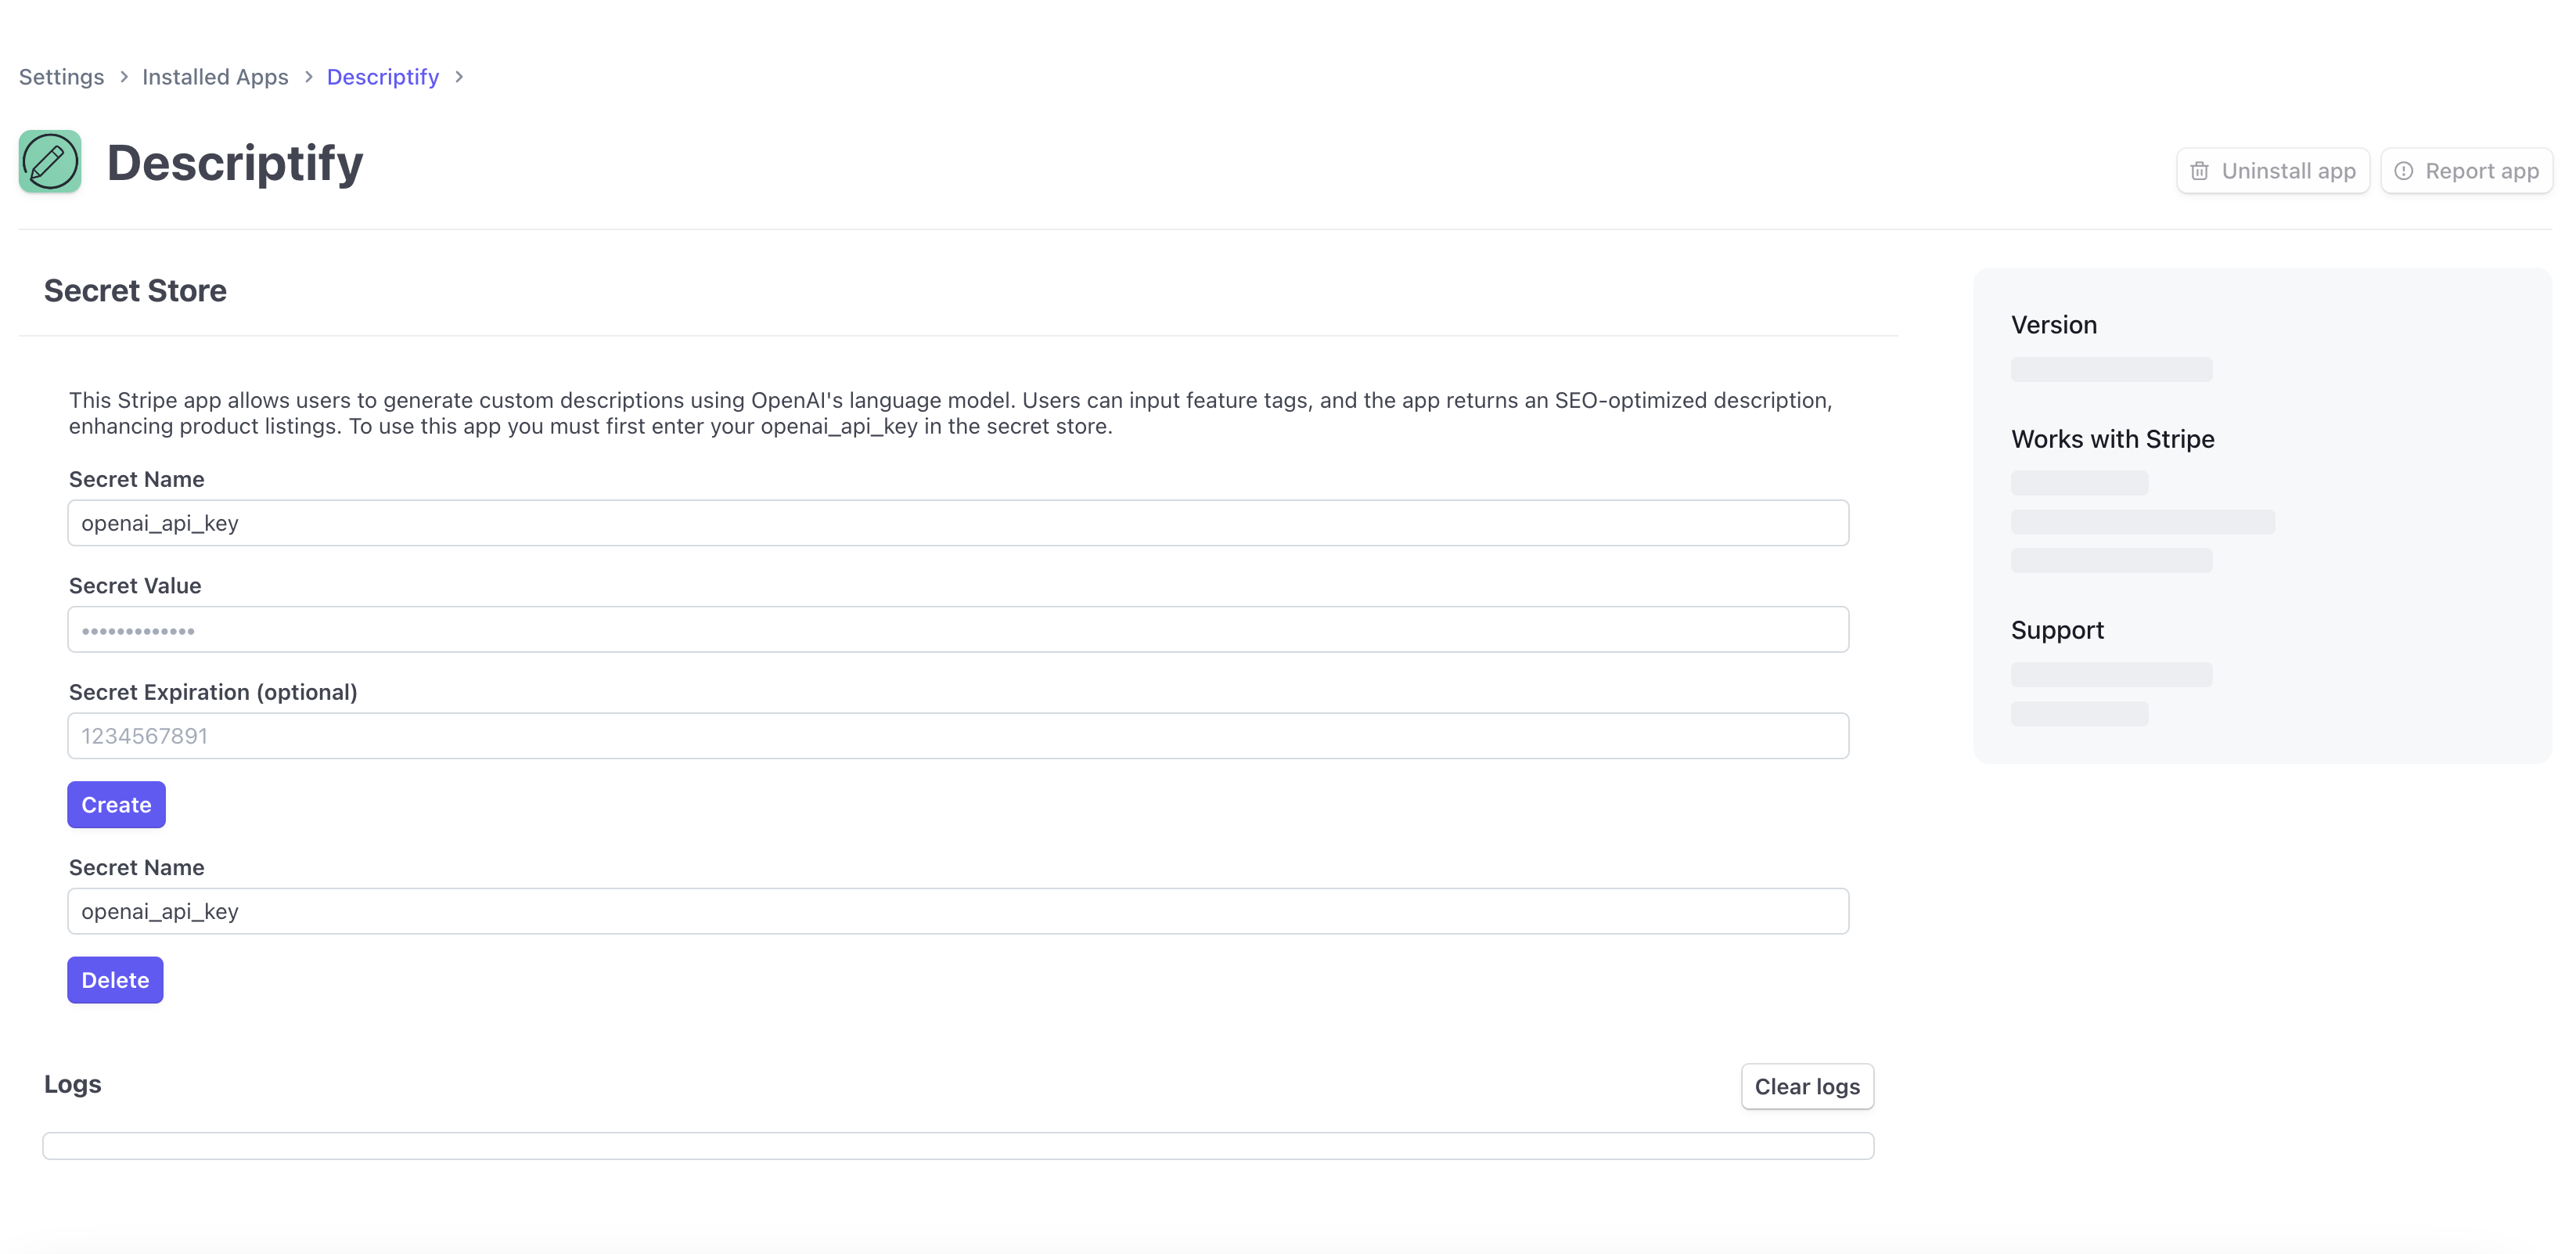 Settings > Installed Apps > Descriptify >
Descriptify
Uninstall app
Report app
Secret Store
This Stripe app allows users to generate custom descriptions using OpenAI's language model. Users can input feature tags, and the app returns an SEO-optimized description,
enhancing product listings. To use this app you must first enter your openai_api_key in the secret store.
Secret Name
openai_api_key
Secret Value
•••••••••••••
Secret Expiration (optional)
1234567891
Create
Secret Name
openai_api_key
Delete
Logs
Clear logs
Version
Works with Stripe
Support